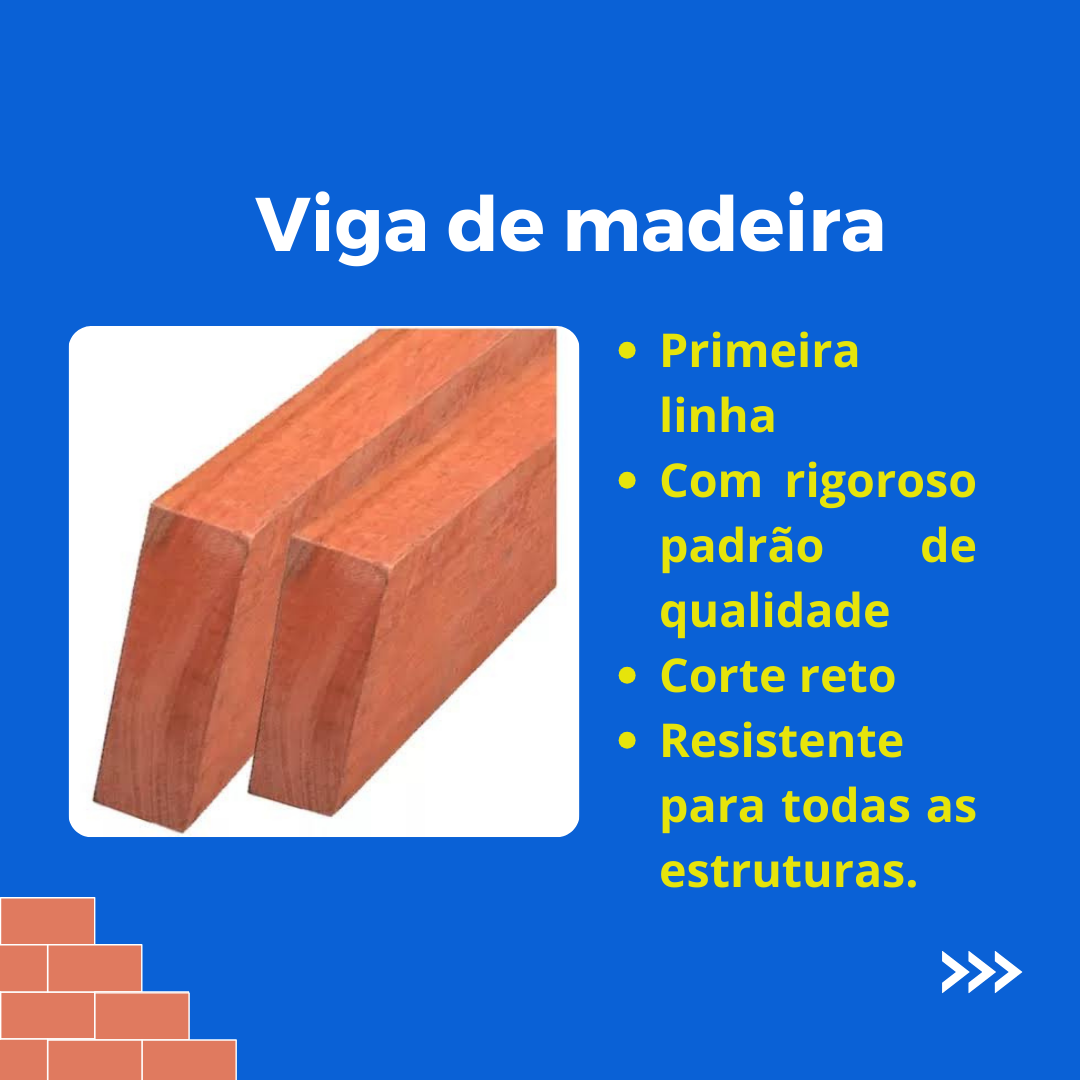 Viga de madeira
• Primeira
linha
• Com rigoroso
padrão de
qualidade
• Corte reto
• Resistente
para todas as
estruturas.